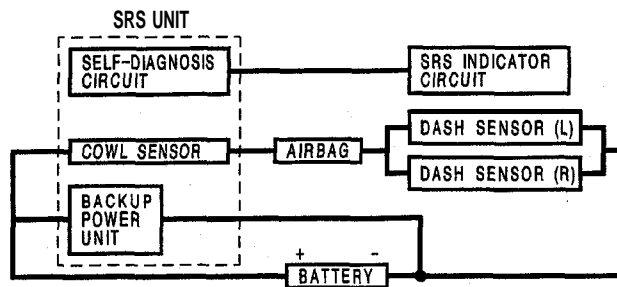 SRS UNIT
SELF-DIAGNOSIS
CIRCUIT
SRS INDICATOR
CIRCUIT
COWL SENSOR
AIRBAG
DASH SENSOR (L)
DASH SENSOR (R)
BACKUP
POWER
UNIT
+ -
BATTERY